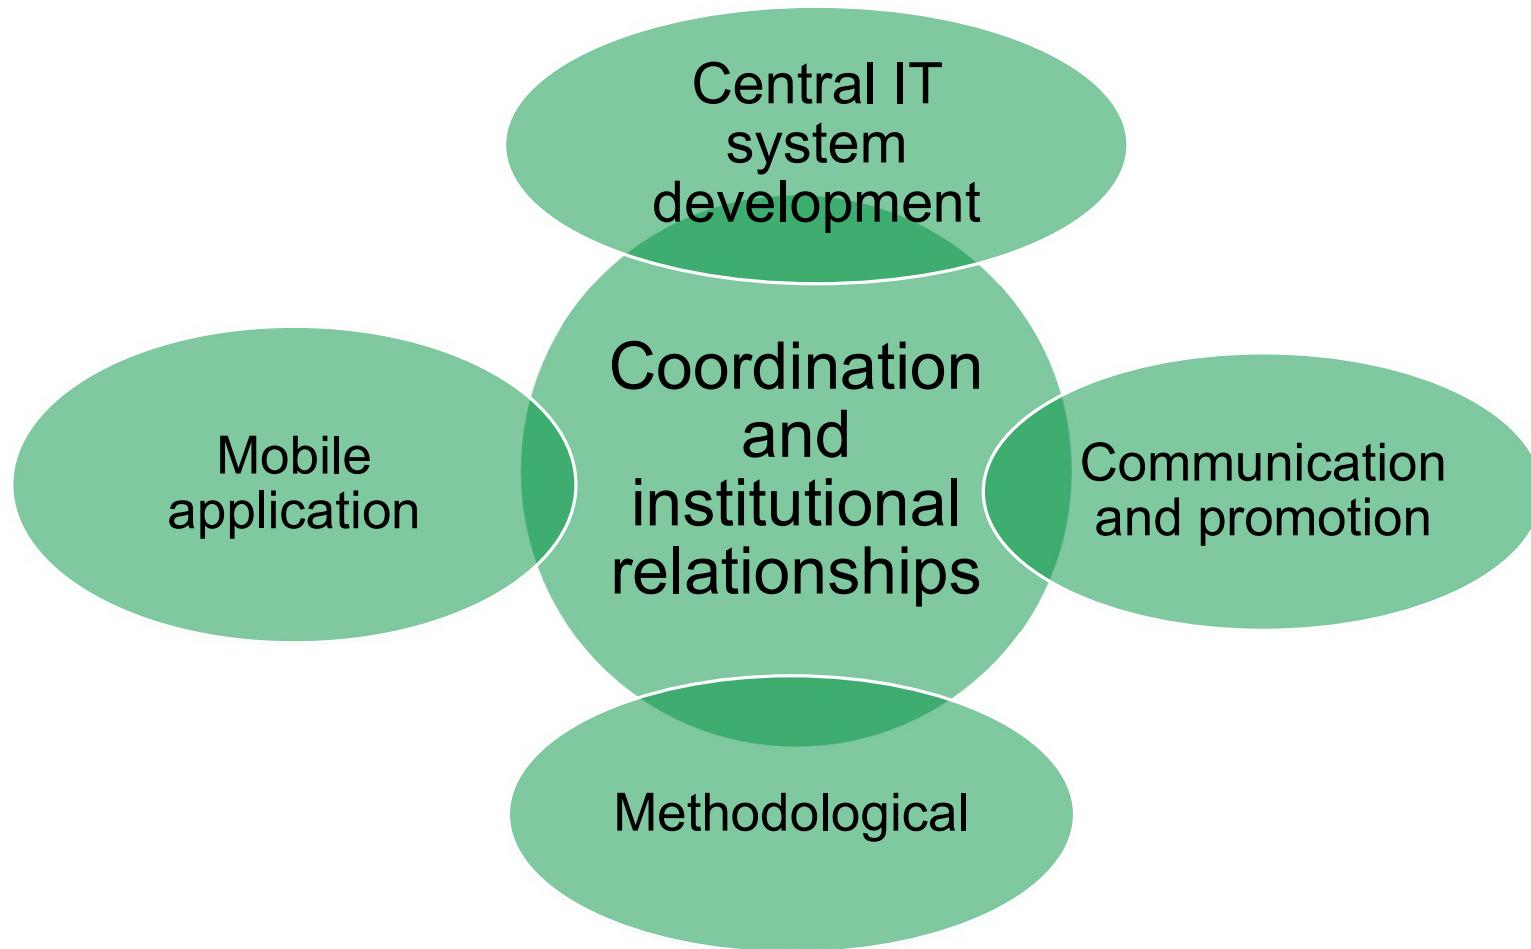 Central IT
system
development
Coordination
and
institutional
relationships
Mobile
application
Communication
and promotion
Methodological